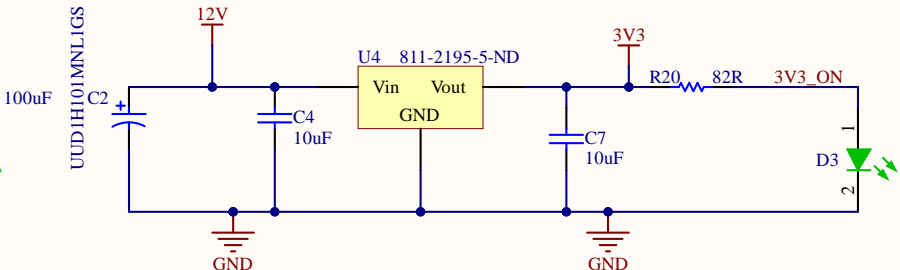 12V
3V3
U4 811-2195-5-ND
UUD1H101MNL1GS
100uF C2
+
Vin Vout
GND
R20 82R 3V3_ON
C4
10uF
C7
10uF
1
D3
2
GND
GND